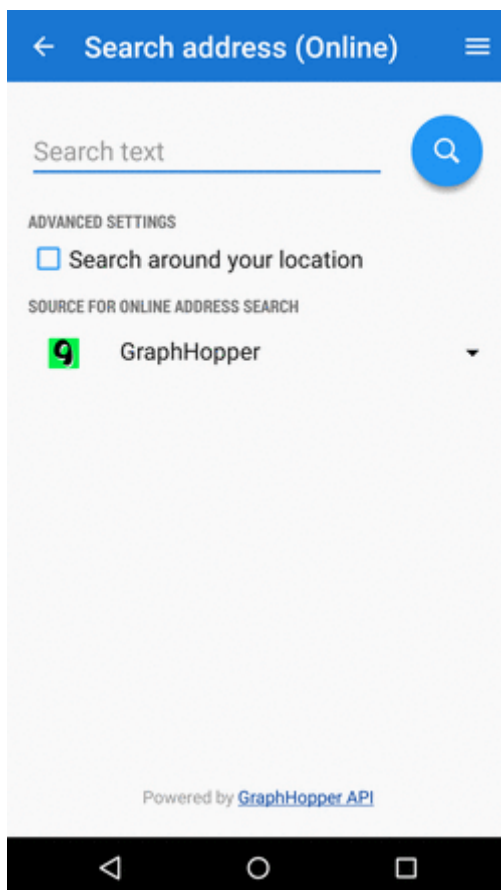 Search address (Online)
Search text
ADVANCED SETTINGS
Search around your location
SOURCE FOR ONLINE ADDRESS SEARCH
GraphHopper
Powered by GraphHopper API